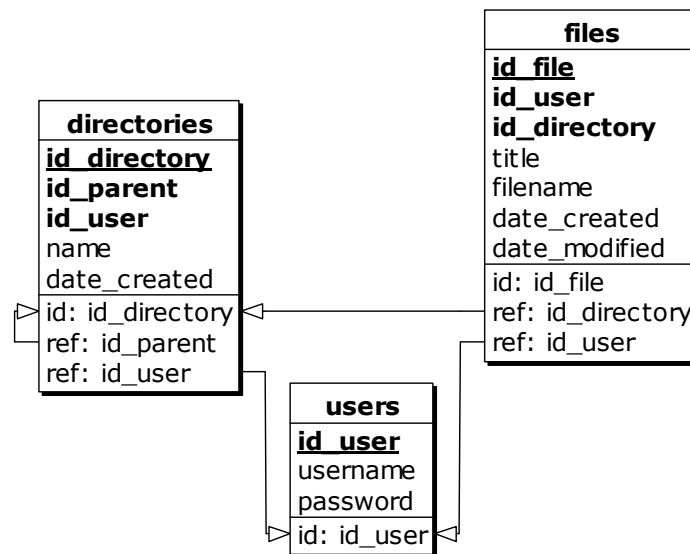 directories
id_directory
id_parent
id_user
name
date_created
id: id_directory
ref: id_parent
ref: id_user
files
id_file
id_user
id_directory
title
filename
date_created
date_modified
id: id_file
ref: id_directory
ref: id_user
users
id_user
username
password
id: id_user